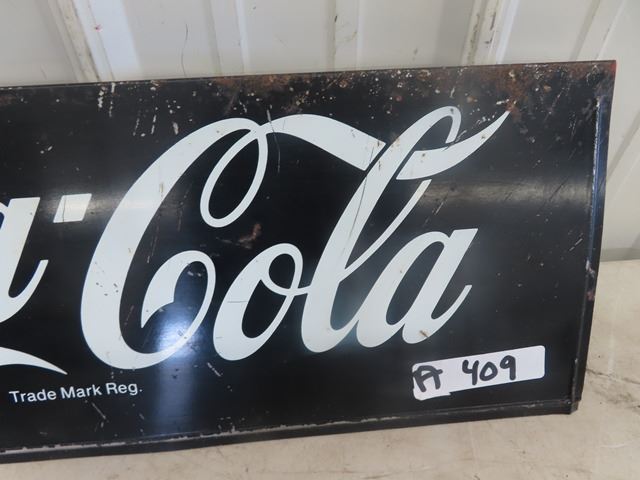 a-Cola
Trade Mark Reg.
A 409